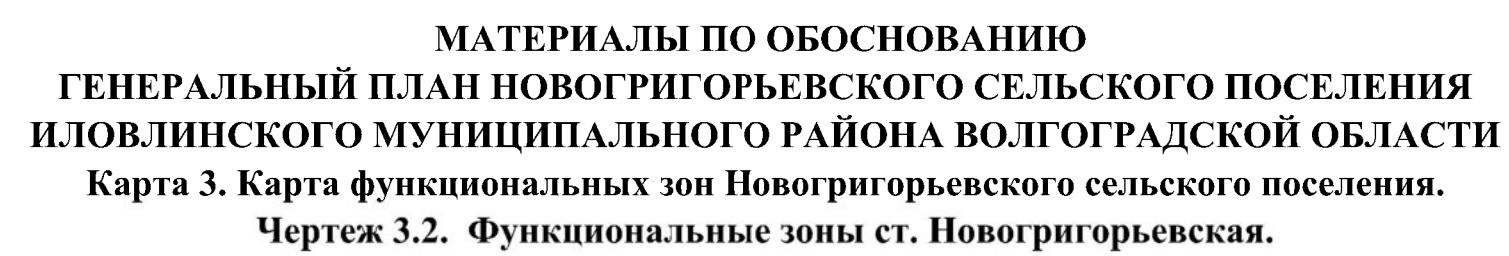 МАТЕРИАЛЫ ПО ОБОСНОВАНИЮ
ГЕНЕРАЛЬНЫЙ ПЛАН НОВОГРИГОРЬЕВСКОГО СЕЛЬСКОГО ПОСЕЛЕНИЯ
ИЛОВЛИНСКОГО МУНИЦИПАЛЬНОГО РАЙОНА ВОЛГОГРАДСКОЙ ОБЛАСТИ
Карта 3. Карта функциональных зон Новогригорьевского сельского поселения.
Чертеж 3.2. Функциональные зоны ст. Новогригорьевская.